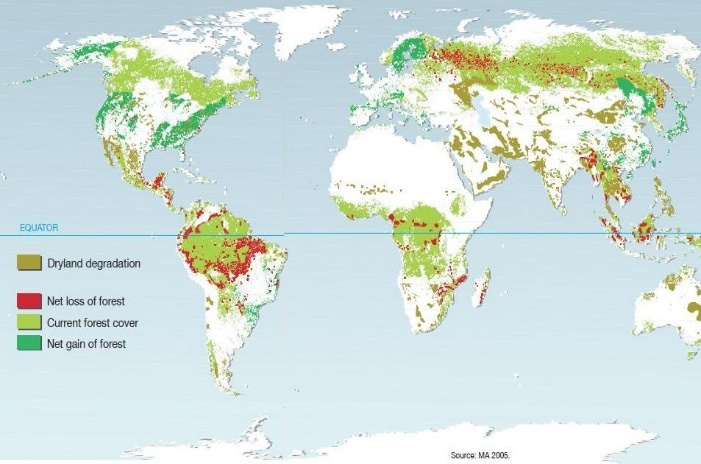 EQUATOR
Dryland degradation
Net loss of forest
Current forest cover
Net gain of forest
Source: MA 2005.